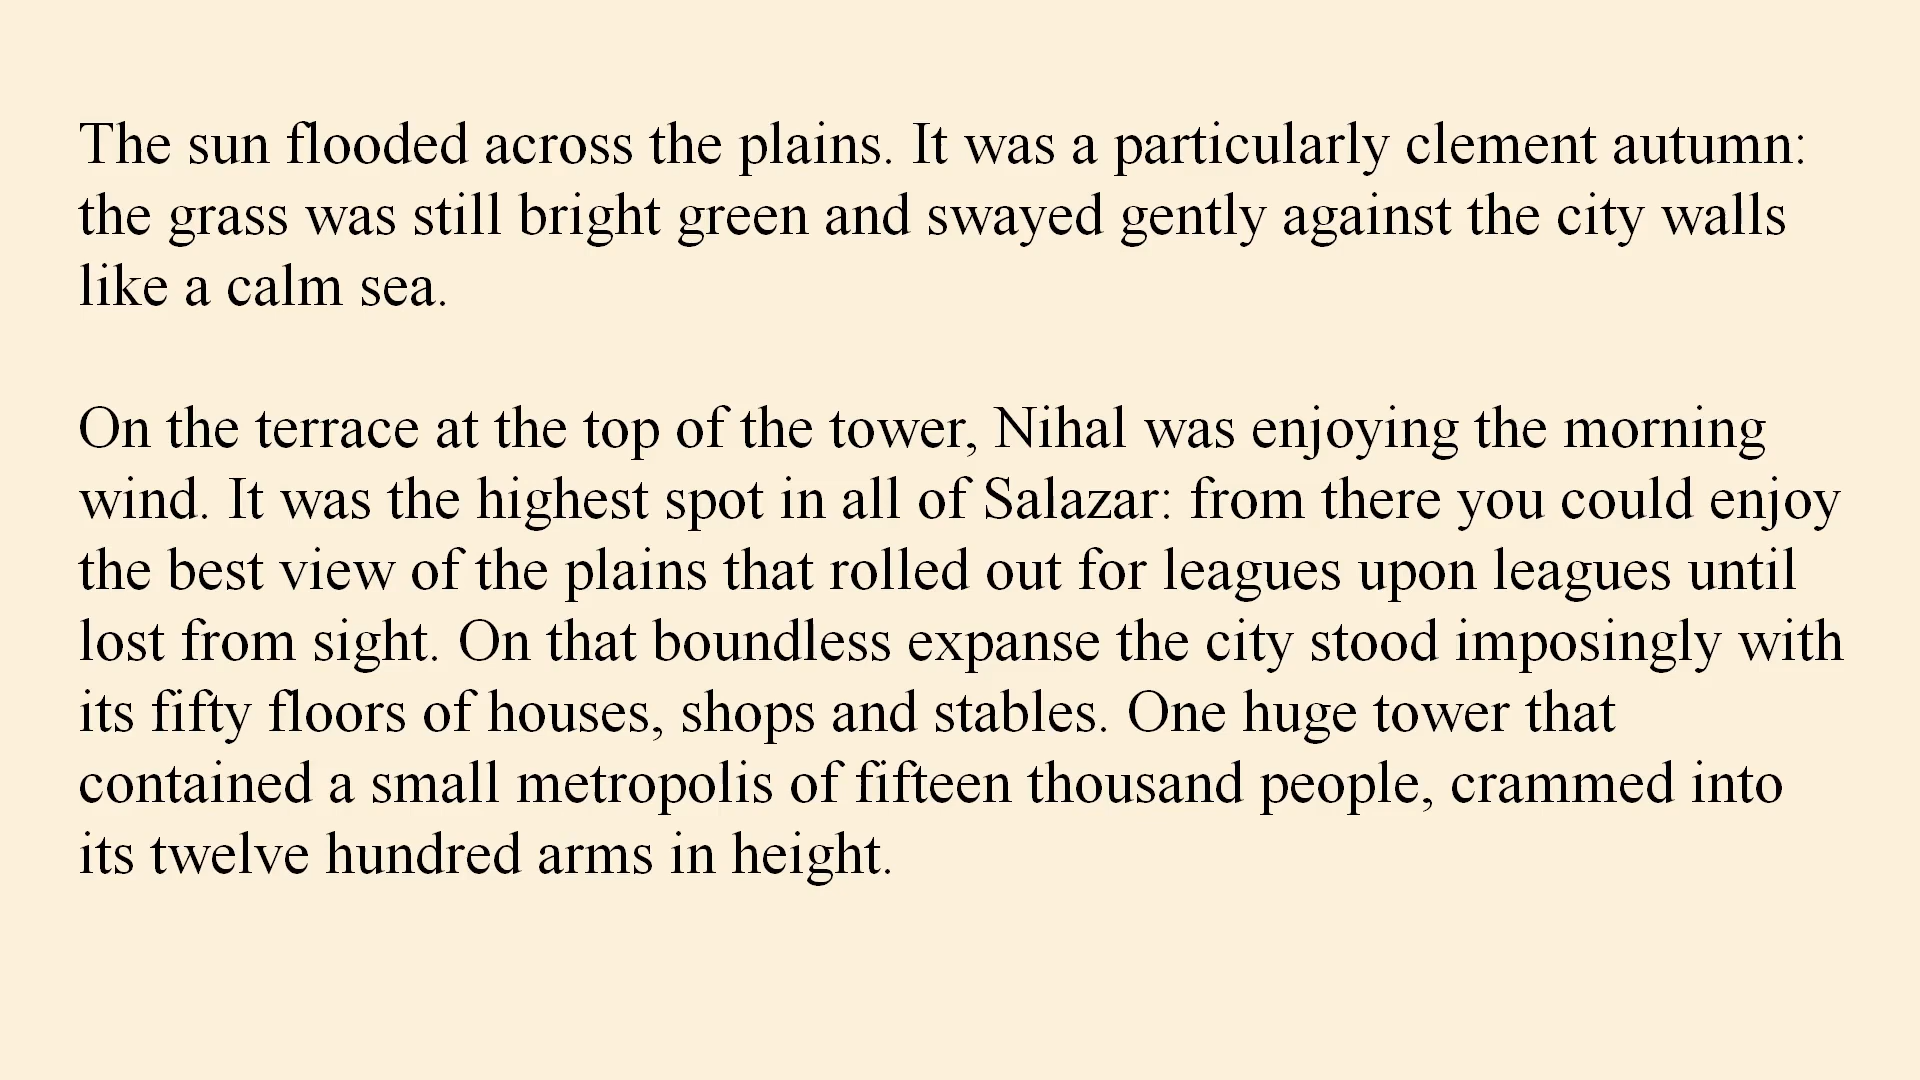 The sun flooded across the plains. It was a particularly clement autumn:
the grass was still bright green and swayed gently against the city walls
like a calm sea.
On the terrace at the top of the tower, Nihal was enjoying the morning
wind. It was the highest spot in all of Salazar: from there you could enjoy
the best view of the plains that rolled out for leagues upon leagues until
lost from sight. On that boundless expanse the city stood imposingly with
its fifty floors of houses, shops and stables. One huge tower that
contained a small metropolis of fifteen thousand people, crammed into
its twelve hundred arms in height.